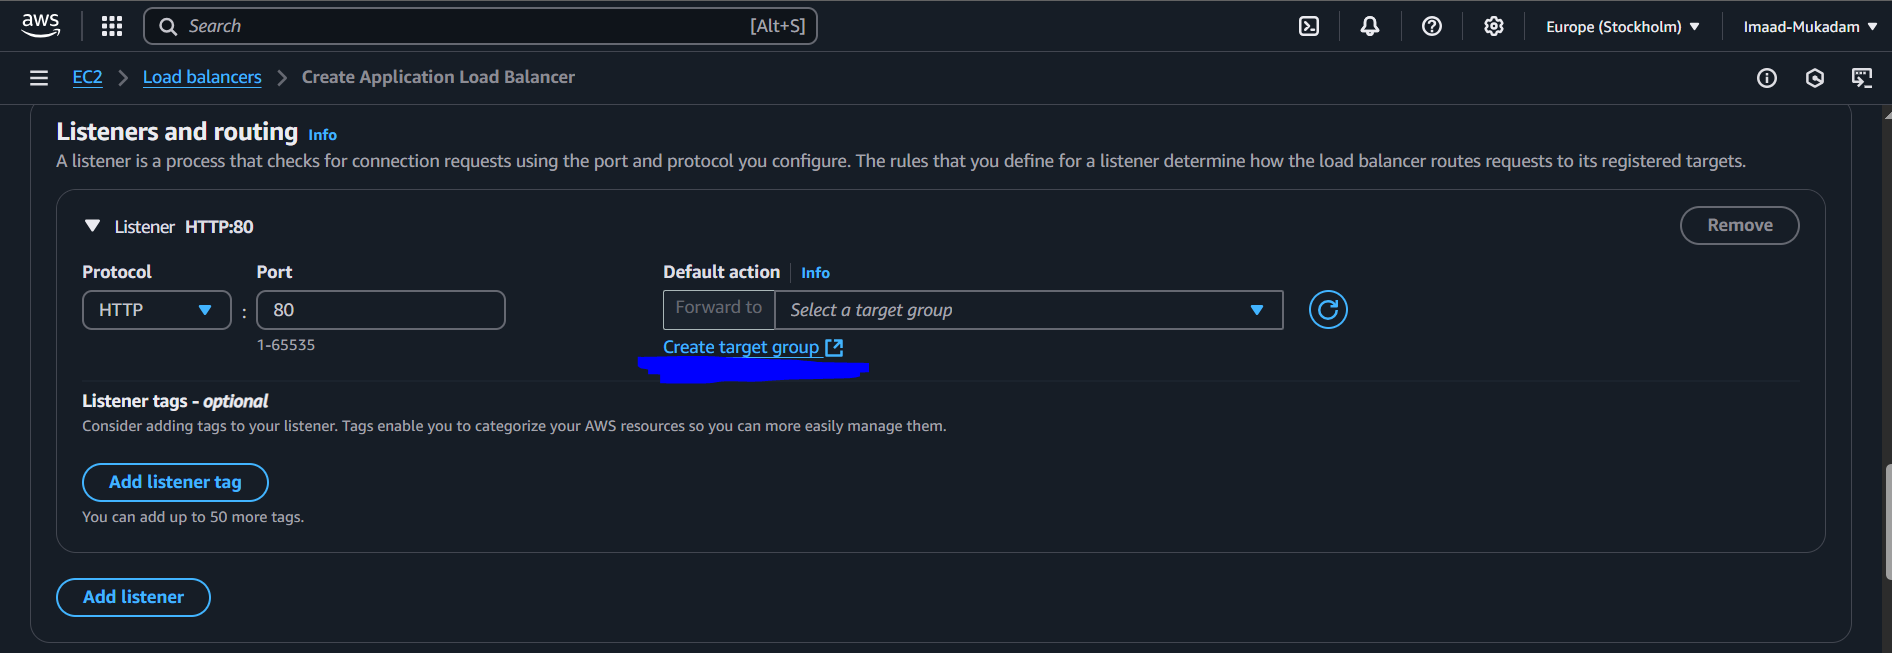 aws
Search [Alt+S]
Europe (Stockholm) Imaad-Mukadam
EC2 Load balancers Create Application Load Balancer
Listeners and routing Info
A listener is a process that checks for connection requests using the port and protocol you configure. The rules that you define for a listener determine how the load balancer routes requests to its registered targets.
Listener HTTP:80
Remove
Protocol Port Default action Info
HTTP : 80 Forward to Select a target group
1-65535 Create target group
Listener tags - optional
Consider adding tags to your listener. Tags enable you to categorize your AWS resources so you can more easily manage them.
Add listener tag
You can add up to 50 more tags.
Add listener